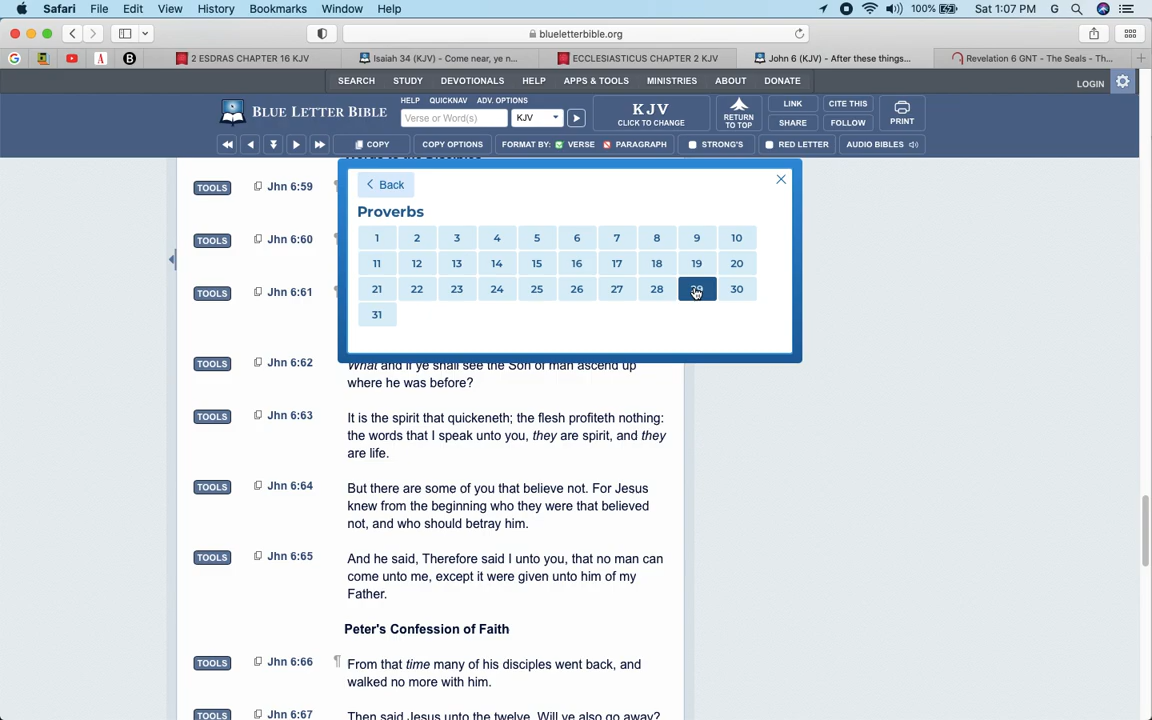 Safari File Edit View History Bookmarks Window Help 100% Sat 1:07 PM G
blueletterbible.org
2 ESDRAS CHAPTER 16 KJV Isaiah 34 (KJV) - Come near, ye n... ECCLESIASTICUS CHAPTER 2 KJV John 6 (KJV) - After these things... Revelation 6 GNT - The Seals - Th...
SEARCH STUDY DEVOTIONALS HELP APPS & TOOLS MINISTRIES ABOUT DONATE LOGIN
BLUE LETTER BIBLE
HELP QUICKNAV ADV. OPTIONS
Verse or Word(s) KJV
KJV
CLICK TO CHANGE
RETURN
TO TOP
LINK CITE THIS
SHARE FOLLOW
PRINT
COPY COPY OPTIONS FORMAT BY: VERSE PARAGRAPH STRONG'S RED LETTER AUDIO BIBLES
Back
Proverbs
1 2 3 4 5 6 7 8 9 10
11 12 13 14 15 16 17 18 19 20
21 22 23 24 25 26 27 28 29 30
31
TOOLS Jhn 6:59 ¶
TOOLS Jhn 6:60 ¶
TOOLS Jhn 6:61 ¶
TOOLS Jhn 6:62 What and if ye shall see the Son of man ascend up
where he was before?
TOOLS Jhn 6:63 It is the spirit that quickeneth; the flesh profiteth nothing:
the words that I speak unto you, they are spirit, and they
are life.
TOOLS Jhn 6:64 But there are some of you that believe not. For Jesus
knew from the beginning who they were that believed
not, and who should betray him.
TOOLS Jhn 6:65 And he said, Therefore said I unto you, that no man can
come unto me, except it were given unto him of my
Father.
Peter's Confession of Faith
TOOLS Jhn 6:66 ¶ From that time many of his disciples went back, and
walked no more with him.
TOOLS Jhn 6:67 Then said Jesus unto the twelve, Will ye also go away?